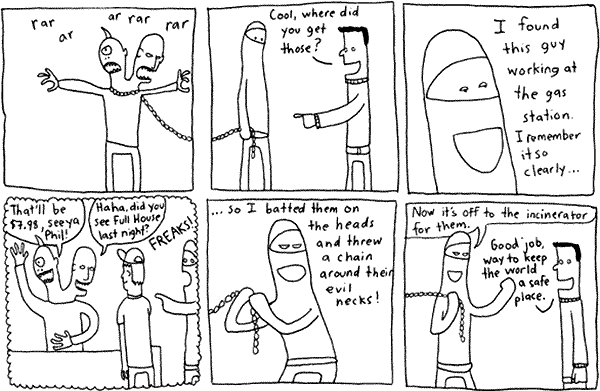 rar
ar
ar
rar
rar
Cool, where did
you get
those?
I found
this guy
working at
the gas
station.
I remember
it so
clearly...
That'll be
$7.98, see ya
Phil!
Haha, did you
see Full House
last night?
FREAKS!
...so I batted them on
the heads
and threw
a chain
around their
evil
necks!
Now it's off to the incinerator
for them.
Good job,
way to keep
the world
a safe
place.